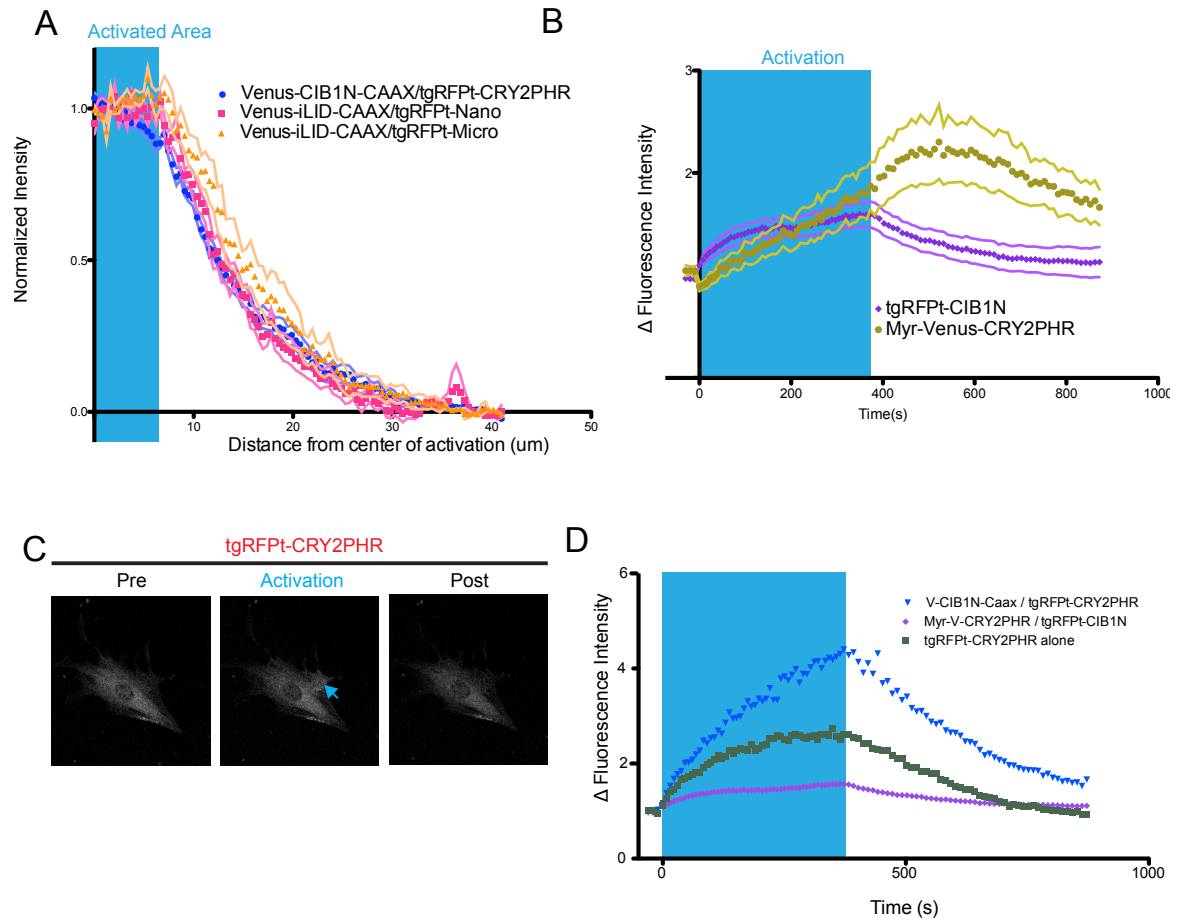 A
Activated Area
Venus-CIB1N-CAAX/tgRFPt-CRY2PHR
Venus-iLID-CAAX/tgRFPt-Nano
Venus-iLID-CAAX/tgRFPt-Micro
Normalized Inensity
1.0
0.5
0.0
10
20
30
40
50
Distance from center of activation (um)
B
Activation
Δ Fluorescence Intensity
3
2
tgRFPt-CIB1N
Myr-Venus-CRY2PHR
0
200
400
600
800
1000
Time(s)
C
tgRFPt-CRY2PHR
Pre
Activation
Post
D
Δ Fluorescence Intensity
6
4
2
0
V-CIB1N-Caax / tgRFPt-CRY2PHR
Myr-V-CRY2PHR / tgRFPt-CIB1N
tgRFPt-CRY2PHR alone
0
500
1000
Time (s)